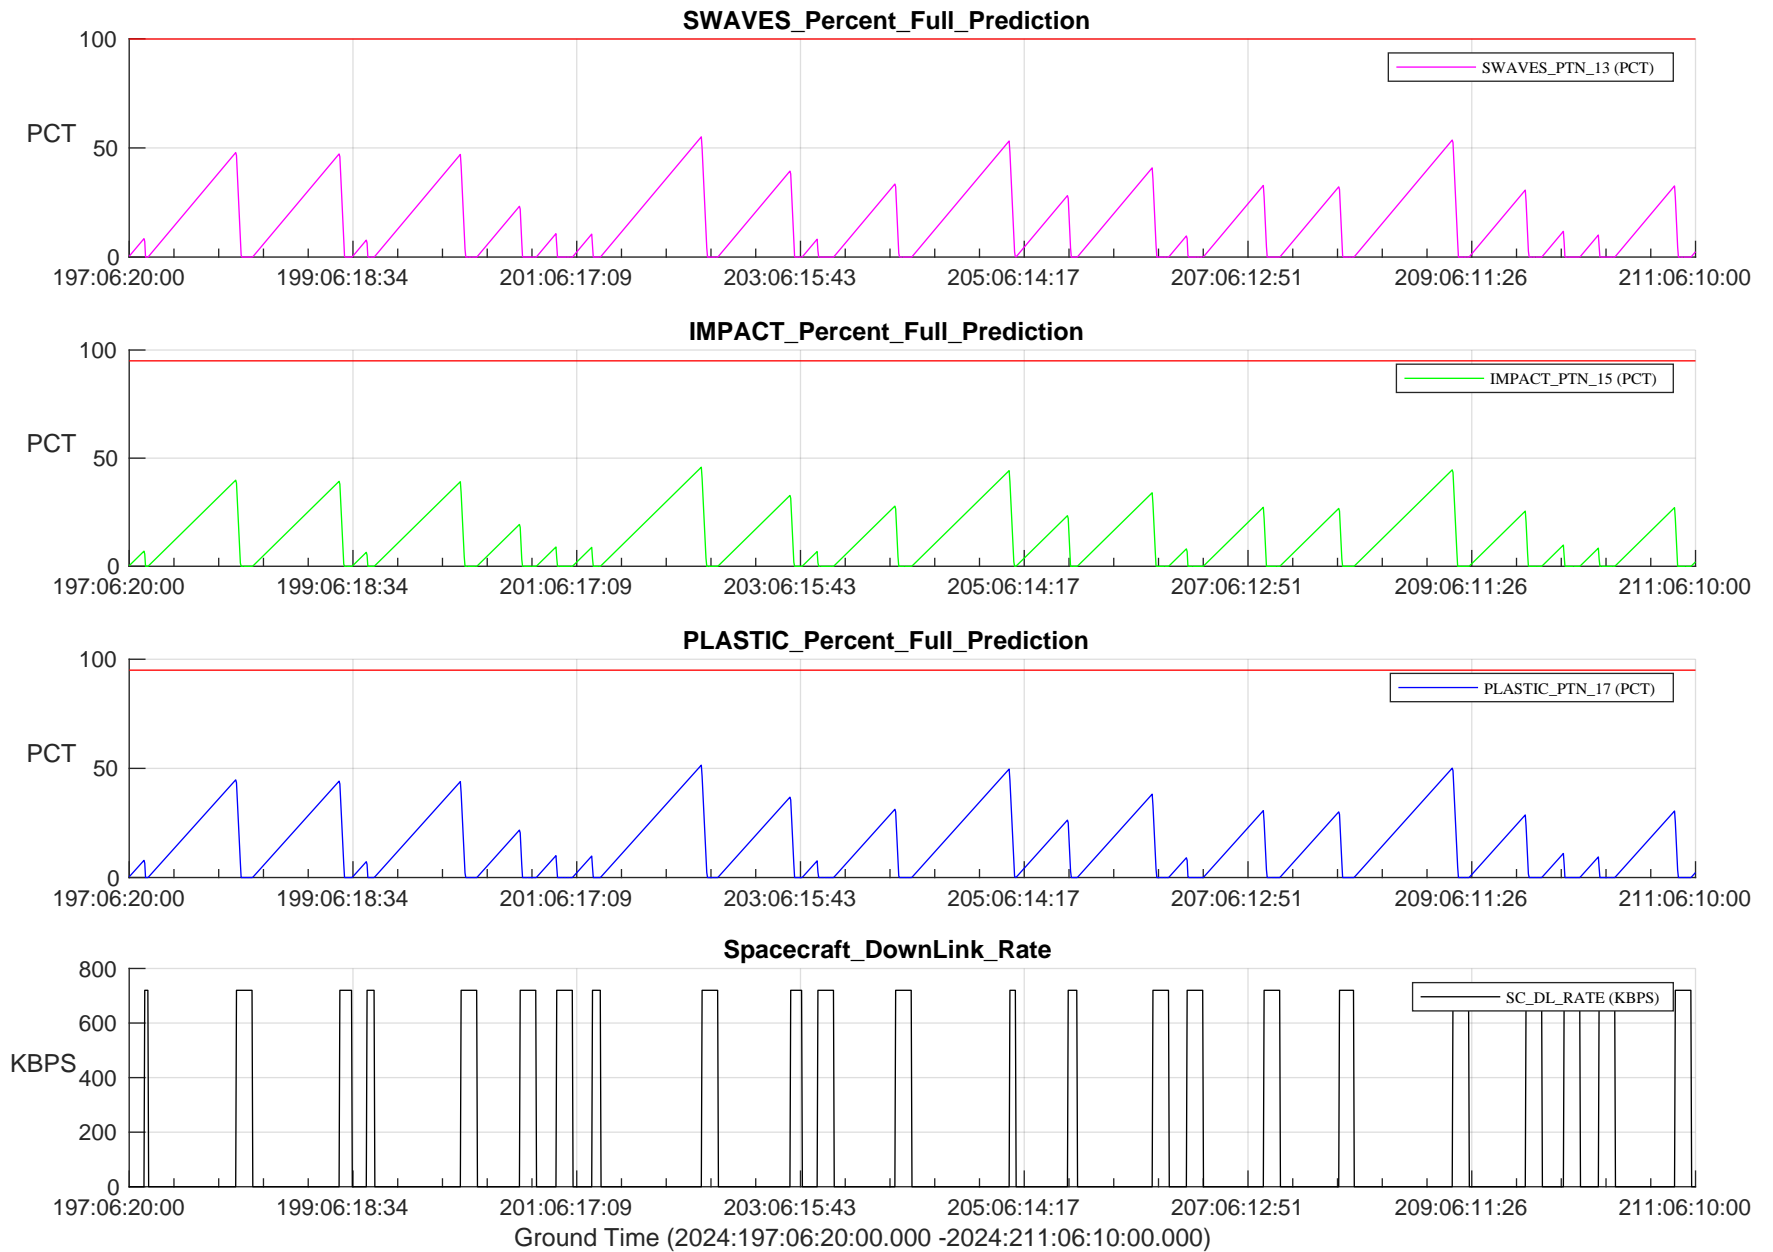 SWAVES_Percent_Full_Prediction
100
SWAVES_PTN_13 (PCT)
PCT
50
0
197:06:20:00 199:06:18:34 201:06:17:09 203:06:15:43 205:06:14:17 207:06:12:51 209:06:11:26 211:06:10:00
IMPACT_Percent_Full_Prediction
100
IMPACT_PTN_15 (PCT)
PCT
50
0
197:06:20:00 199:06:18:34 201:06:17:09 203:06:15:43 205:06:14:17 207:06:12:51 209:06:11:26 211:06:10:00
PLASTIC_Percent_Full_Prediction
100
PLASTIC_PTN_17 (PCT)
PCT
50
0
197:06:20:00 199:06:18:34 201:06:17:09 203:06:15:43 205:06:14:17 207:06:12:51 209:06:11:26 211:06:10:00
Spacecraft_DownLink_Rate
800
SC_DL_RATE (KBPS)
600
KBPS
400
200
0
197:06:20:00 199:06:18:34 201:06:17:09 203:06:15:43 205:06:14:17 207:06:12:51 209:06:11:26 211:06:10:00
Ground Time (2024:197:06:20:00.000 -2024:211:06:10:00.000)